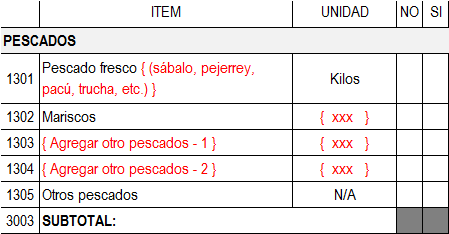 ITEM UNIDAD NO SI
PESCADOS
1301 Pescado fresco { (sábalo, pejerrey,
pacú, trucha, etc.) } Kilos
1302 Mariscos { xxx }
1303 { Agregar otro pescados - 1 } { xxx }
1304 { Agregar otro pescados - 2 } { xxx }
1305 Otros pescados N/A
3003 SUBTOTAL: